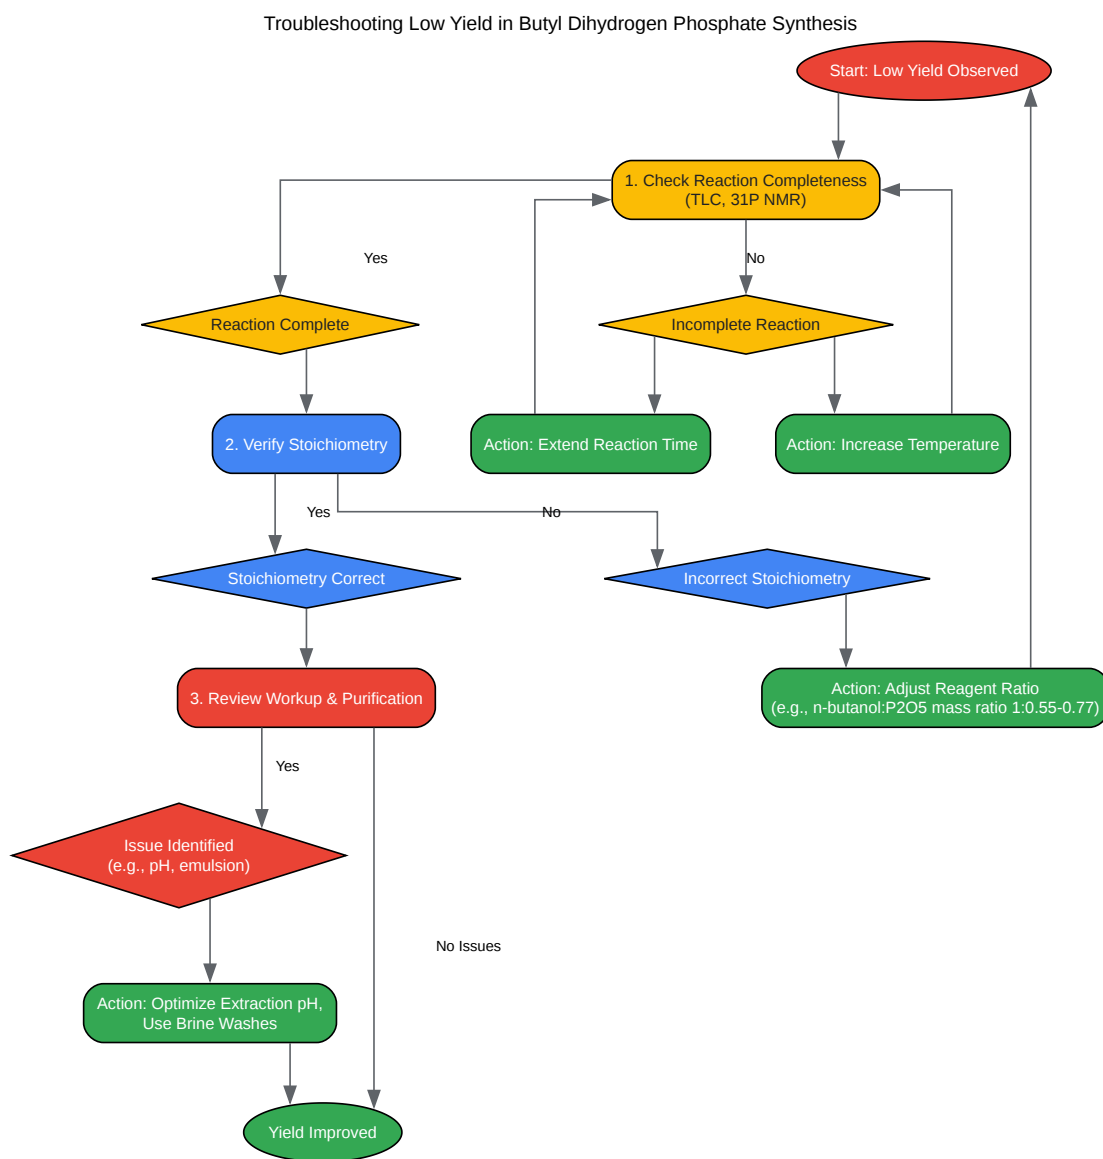 Troubleshooting Low Yield in Butyl Dihydrogen Phosphate Synthesis
Start: Low Yield Observed
1. Check Reaction Completeness
(TLC, 31P NMR)
Yes
No
Reaction Complete
Incomplete Reaction
2. Verify Stoichiometry
Action: Extend Reaction Time
Action: Increase Temperature
Yes
No
Stoichiometry Correct
Incorrect Stoichiometry
3. Review Workup & Purification
Action: Adjust Reagent Ratio
(e.g., n-butanol:P2O5 mass ratio 1:0.55-0.77)
Yes
Issue Identified
(e.g., pH, emulsion)
No Issues
Action: Optimize Extraction pH,
Use Brine Washes
Yield Improved